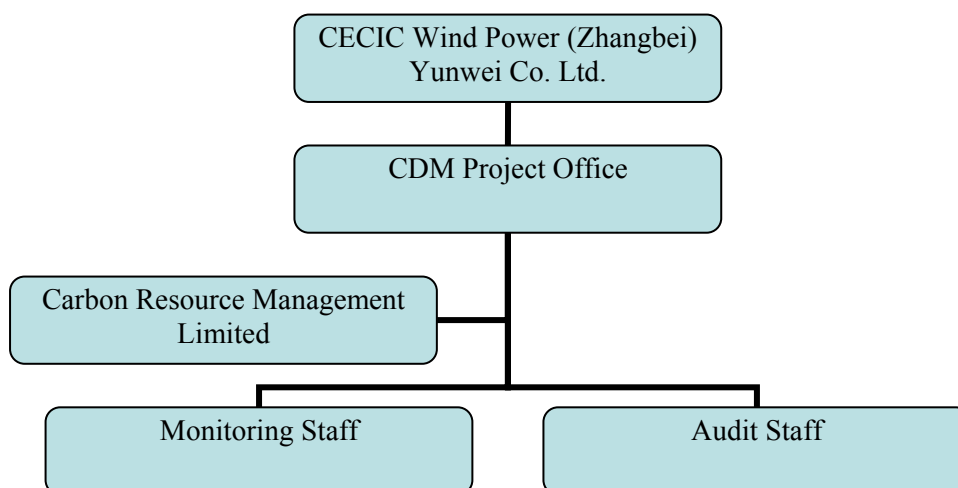 CECIC Wind Power (Zhangbei)
Yunwei Co. Ltd.
CDM Project Office
Carbon Resource Management
Limited
Monitoring Staff
Audit Staff